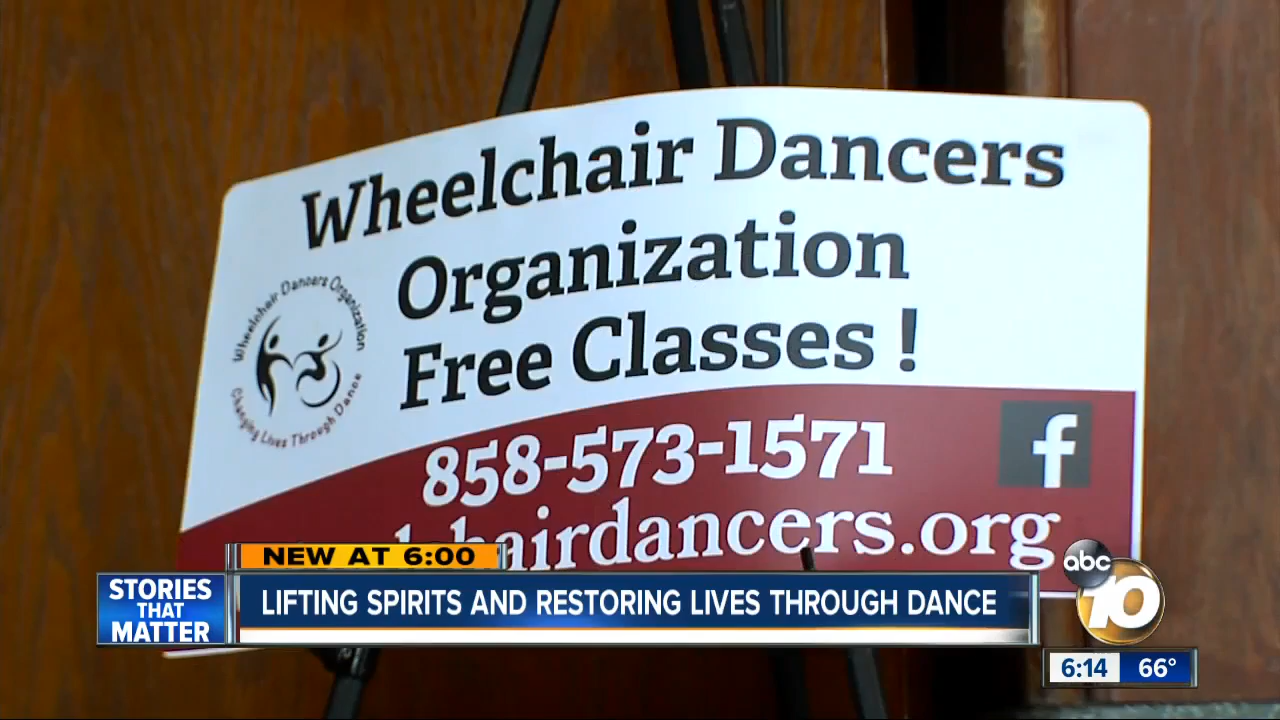 Wheelchair Dancers
Organization
Free Classes !
Wheelchair Dancers Organization
Changing Lives Through Dance
858-573-1571
f
hairdancers.org
NEW AT 6:00
STORIES
THAT
MATTER
LIFTING SPIRITS AND RESTORING LIVES THROUGH DANCE
abc
10
6:14
66°